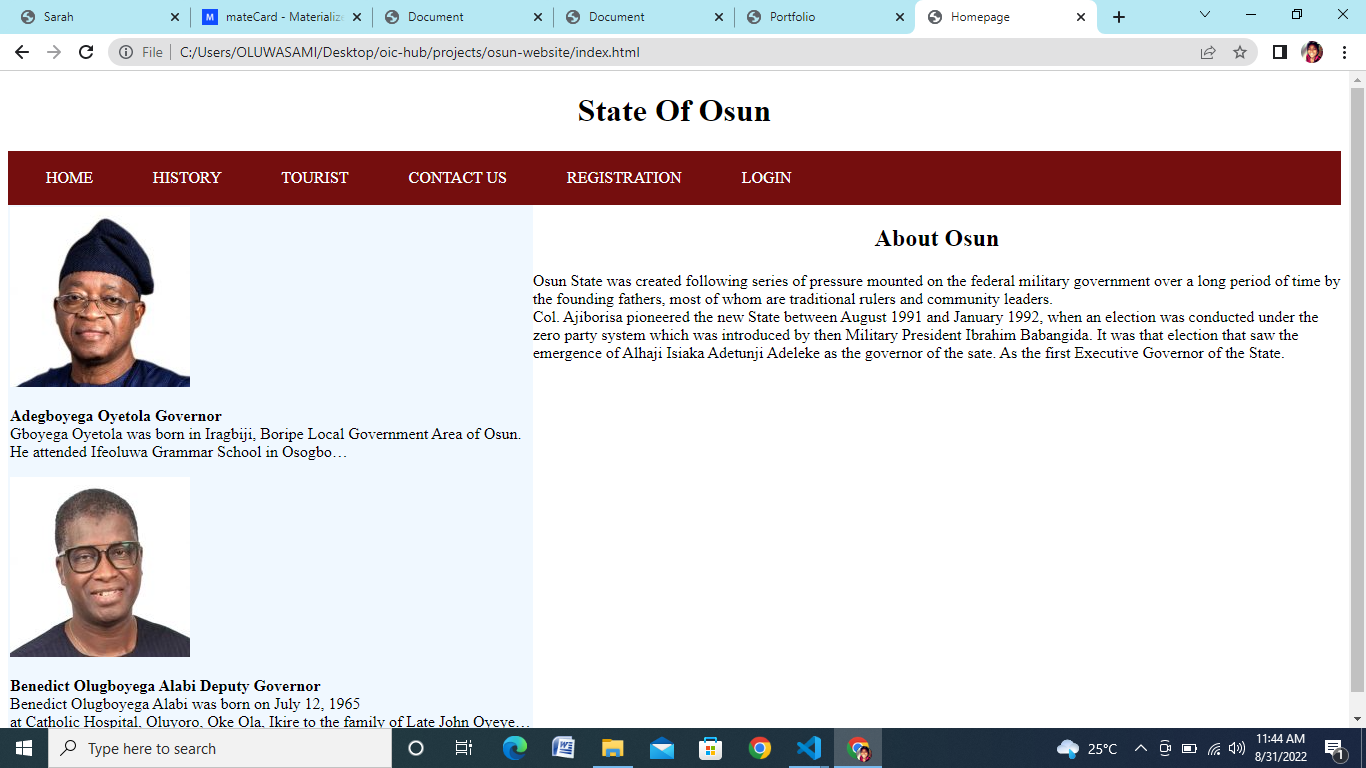 Sarah
mateCard - Materialize
Document
Document
Portfolio
Homepage
File
C:/Users/OLUWASAMI/Desktop/oic-hub/projects/osun-website/index.html
State Of Osun
HOME
HISTORY
TOURIST
CONTACT US
REGISTRATION
LOGIN
Adegboyega Oyetola Governor
Gboyega Oyetola was born in Iragbiji, Boripe Local Government Area of Osun.
He attended Ifeoluwa Grammar School in Osogbo…
Benedict Olugboyega Alabi Deputy Governor
Benedict Olugboyega Alabi was born on July 12, 1965
at Catholic Hospital, Oluyoro, Oke Ola, Ikire to the family of Late John Oyeye…
About Osun
Osun State was created following series of pressure mounted on the federal military government over a long period of time by
the founding fathers, most of whom are traditional rulers and community leaders.
Col. Ajiborisa pioneered the new State between August 1991 and January 1992, when an election was conducted under the
zero party system which was introduced by then Military President Ibrahim Babangida. It was that election that saw the
emergence of Alhaji Isiaka Adetunji Adeleke as the governor of the sate. As the first Executive Governor of the State.
Type here to search
25°C
11:44 AM
8/31/2022
1